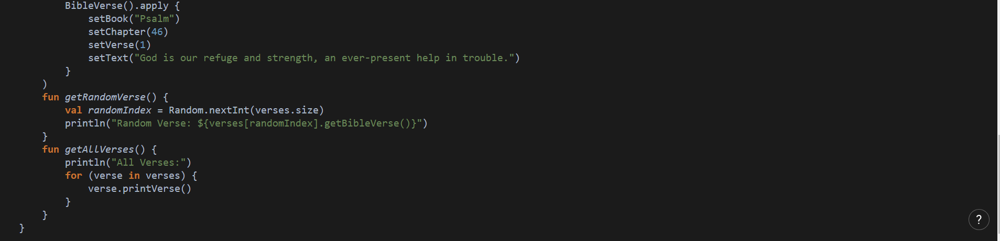 BibleVerse().apply {
setBook("Psalm")
setChapter(46)
setVerse(1)
setText("God is our refuge and strength, an ever-present help in trouble.")
}
)
fun getRandomVerse() {
val randomIndex = Random.nextInt(verses.size)
println("Random Verse: ${verses[randomIndex].getBibleVerse()}")
}
fun getAllVerses() {
println("All Verses:")
for (verse in verses) {
verse.printVerse()
}
}
}
?